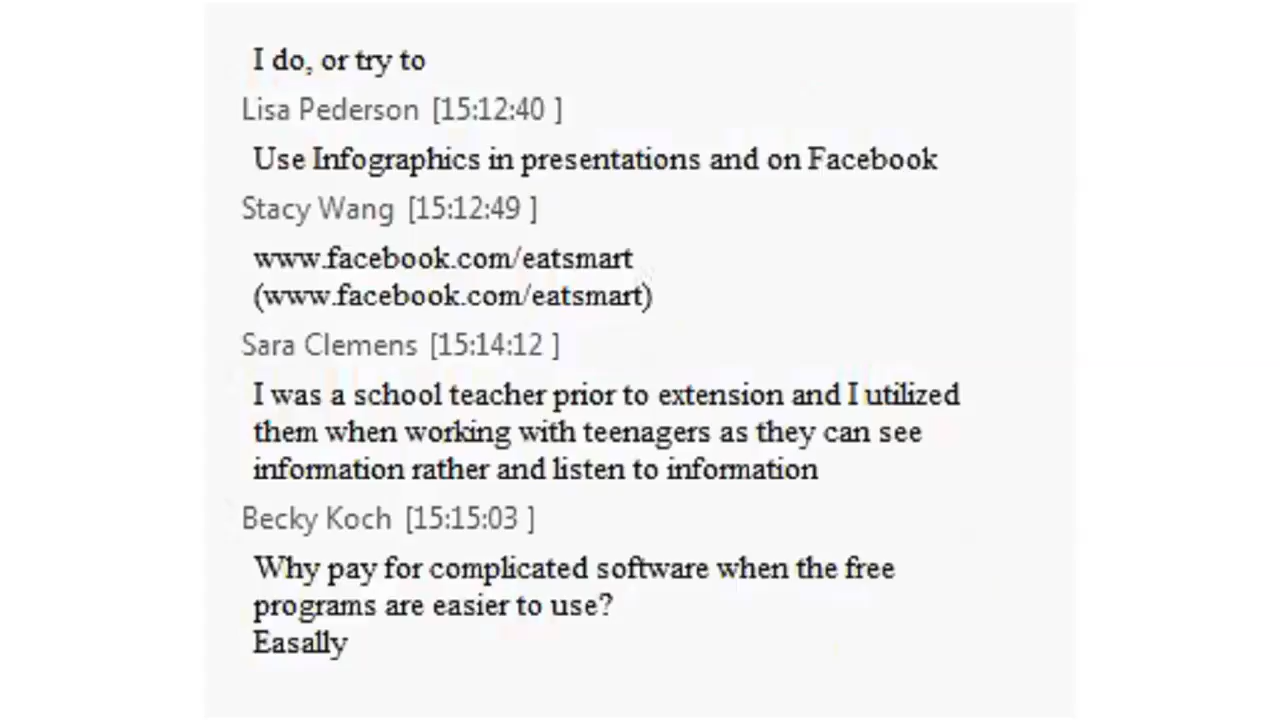 I do, or try to
Lisa Pederson [15:12:40 ]
Use Infographics in presentations and on Facebook
Stacy Wang [15:12:49 ]
www.facebook.com/eatsmart
(www.facebook.com/eatsmart)
Sara Clemens [15:14:12 ]
I was a school teacher prior to extension and I utilized
them when working with teenagers as they can see
information rather and listen to information
Becky Koch [15:15:03 ]
Why pay for complicated software when the free
programs are easier to use?
Easally